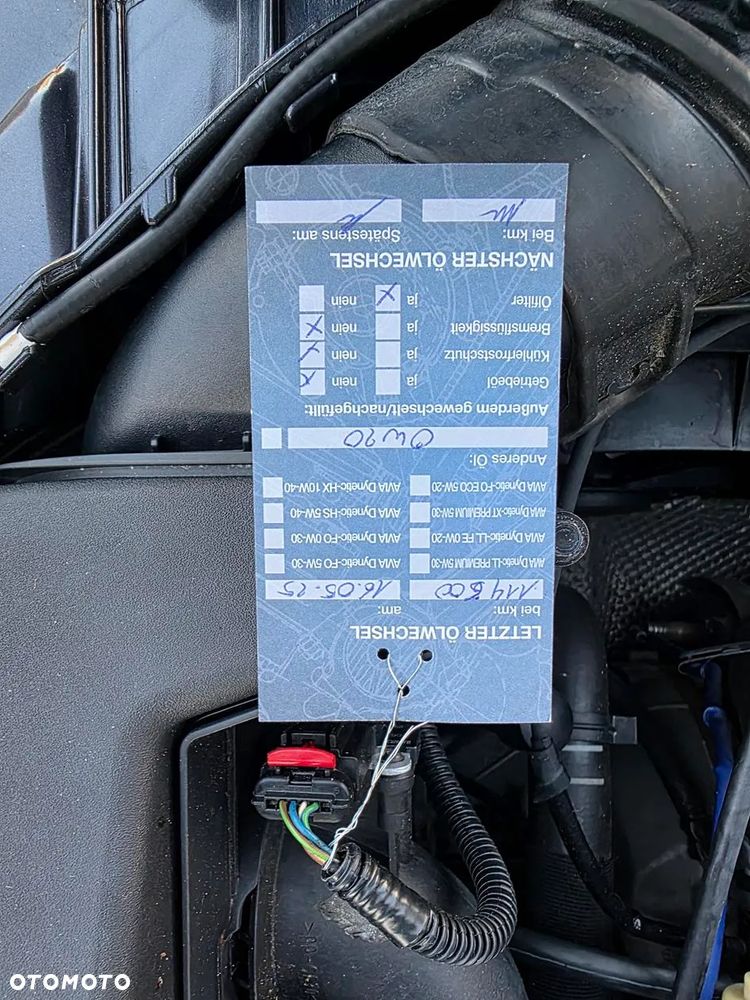 LETZTER ÖLWECHSEL
bei km: am:
114600 16.05.25
AVIA Dynetic-LL PREMIUM 5W-30 AVIA Dynetic-FO 5W-30
AVIA Dynetic-LL FE 0W-20 AVIA Dynetic-FO 0W-30
AVIA Dynetic-XT PREMIUM 5W-30 AVIA Dynetic-HS 5W-40
AVIA Dynetic-FO ECO 5W-20 AVIA Dynetic-HX 10W-40
Anderes Öl:
0W20
Außerdem gewechselt/nachgefüllt:
Getriebeöl ja nein
Kühlerfrostschutz ja nein
Bremsflüssigkeit ja nein
Ölfilter ja nein
NÄCHSTER ÖLWECHSEL
Bei km: Spätestens am:
OTOMOTO